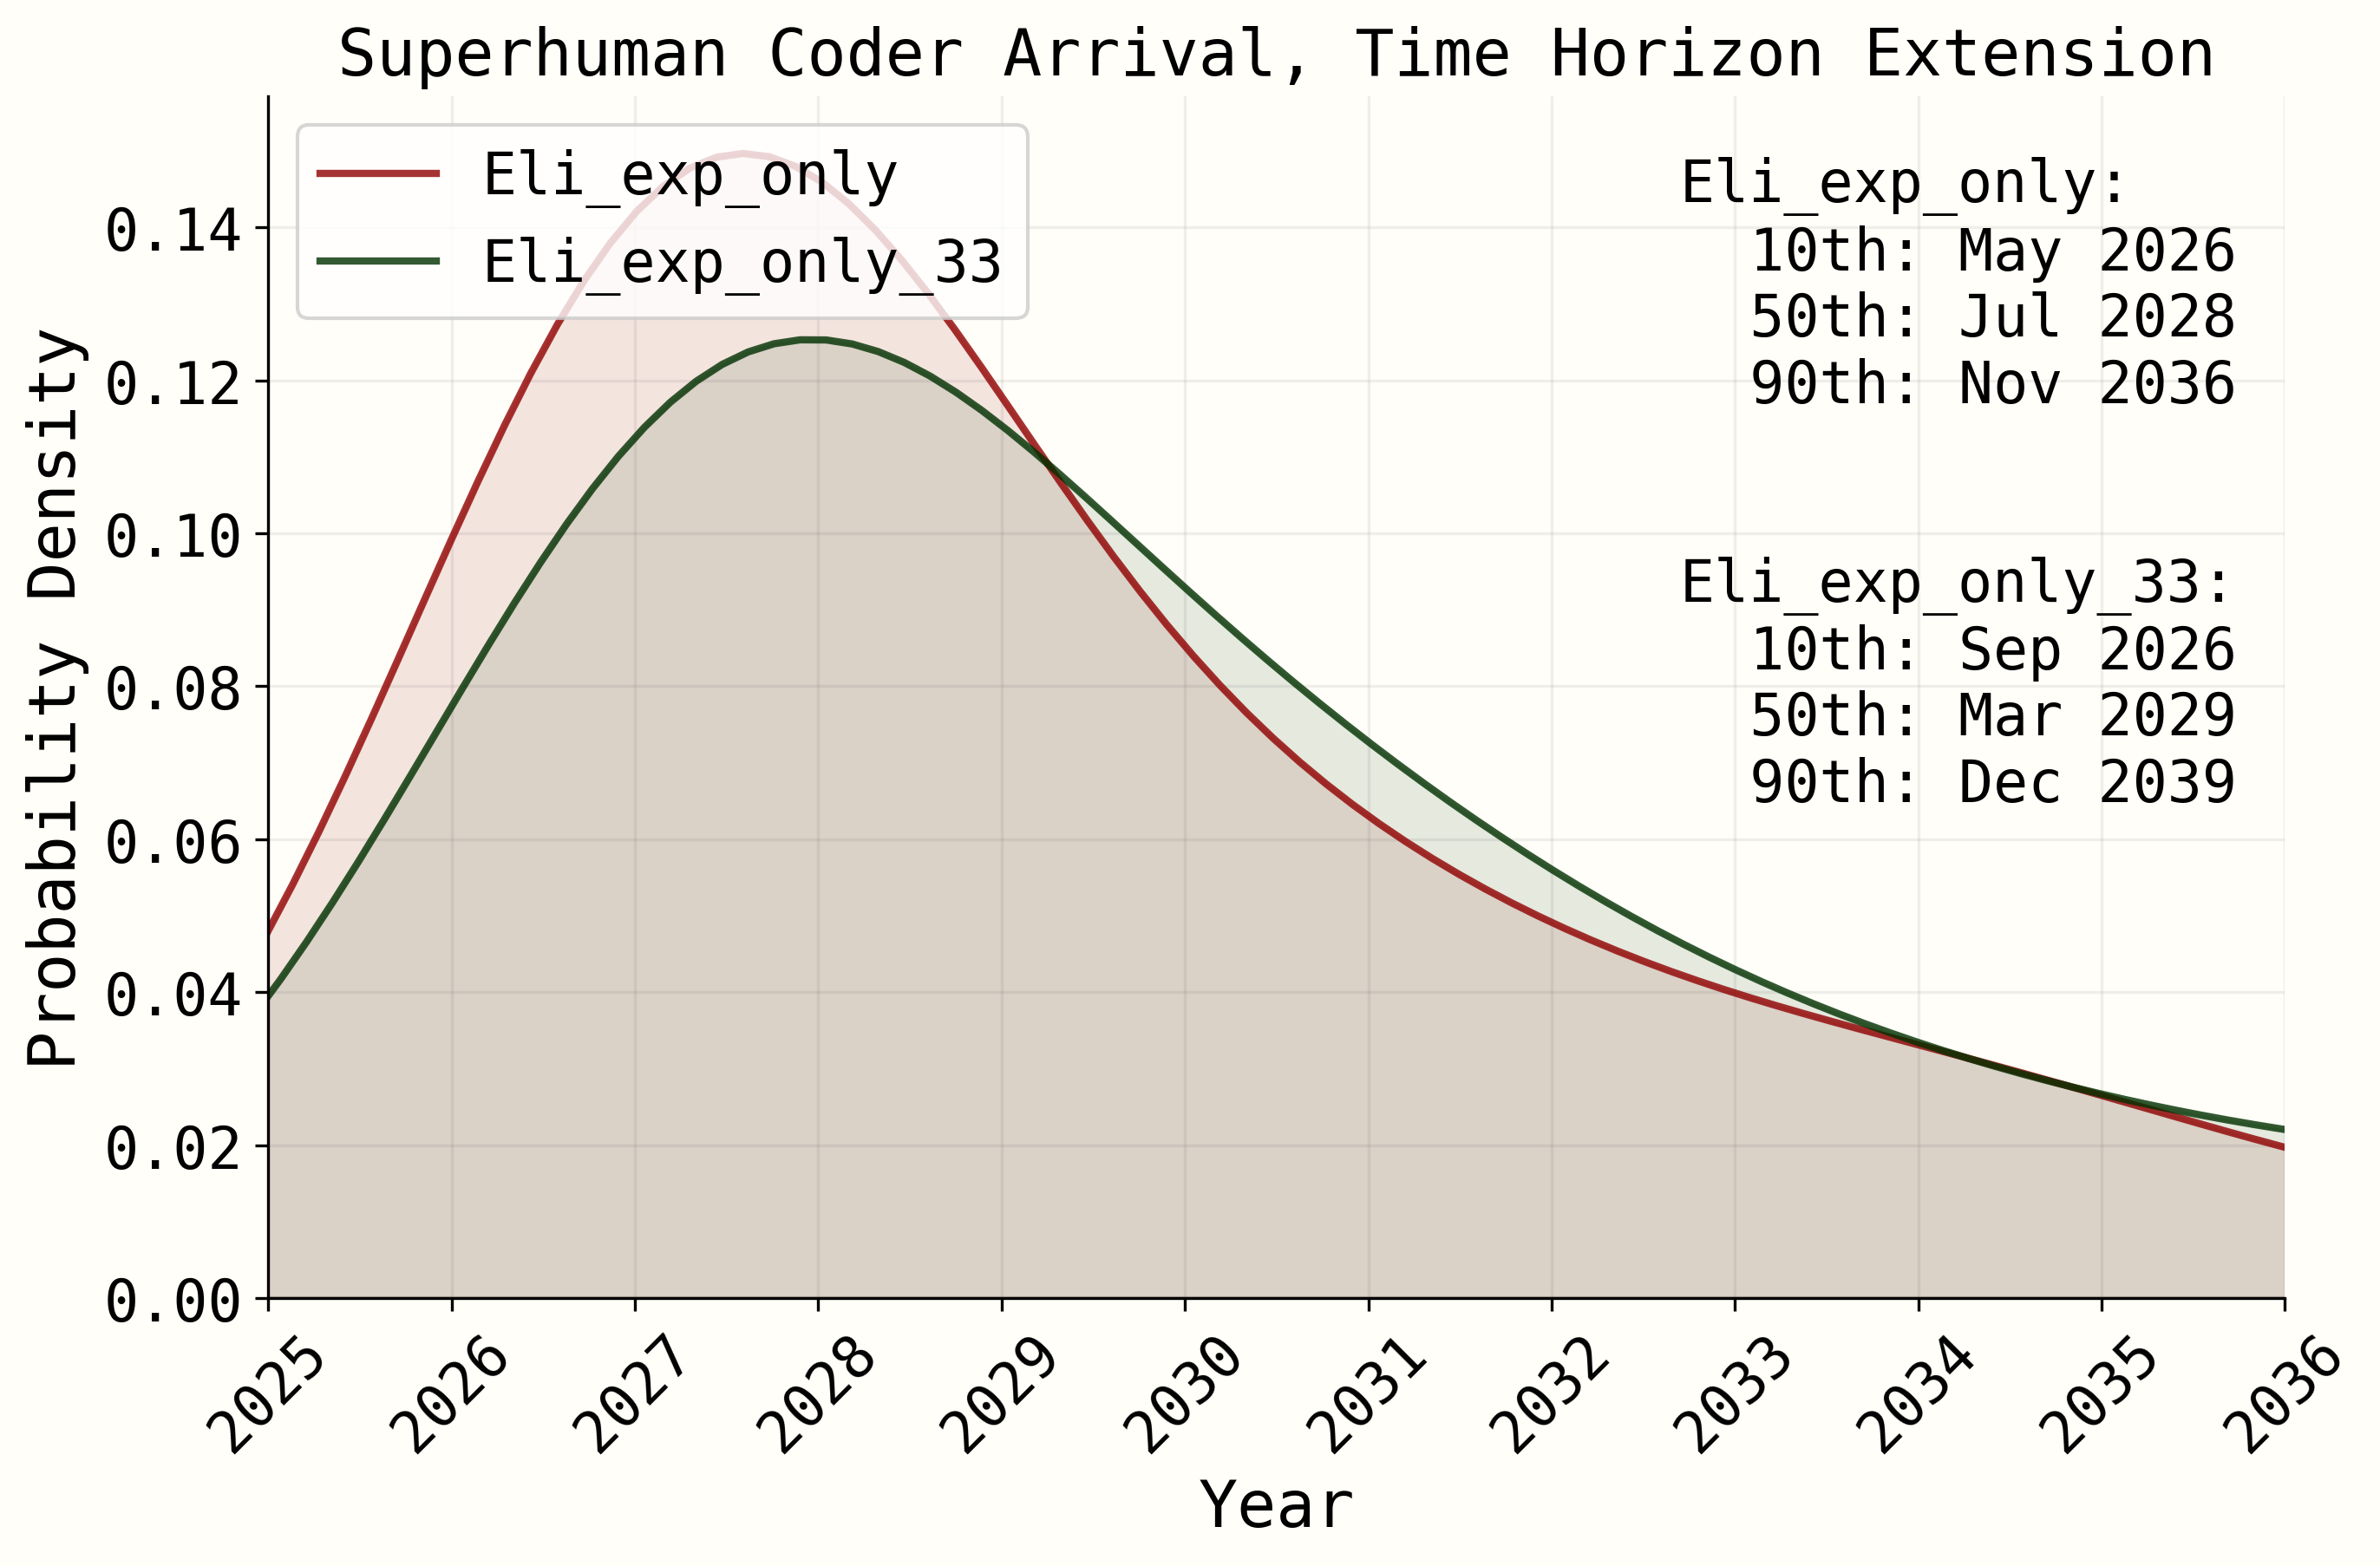 Superhuman Coder Arrival, Time Horizon Extension
Eli_exp_only
Eli_exp_only_33
Eli_exp_only:
10th: May 2026
50th: Jul 2028
90th: Nov 2036
Eli_exp_only_33:
10th: Sep 2026
50th: Mar 2029
90th: Dec 2039
Probability Density
0.14
0.12
0.10
0.08
0.06
0.04
0.02
0.00
2025
2026
2027
2028
2029
2030
2031
2032
2033
2034
2035
2036
Year